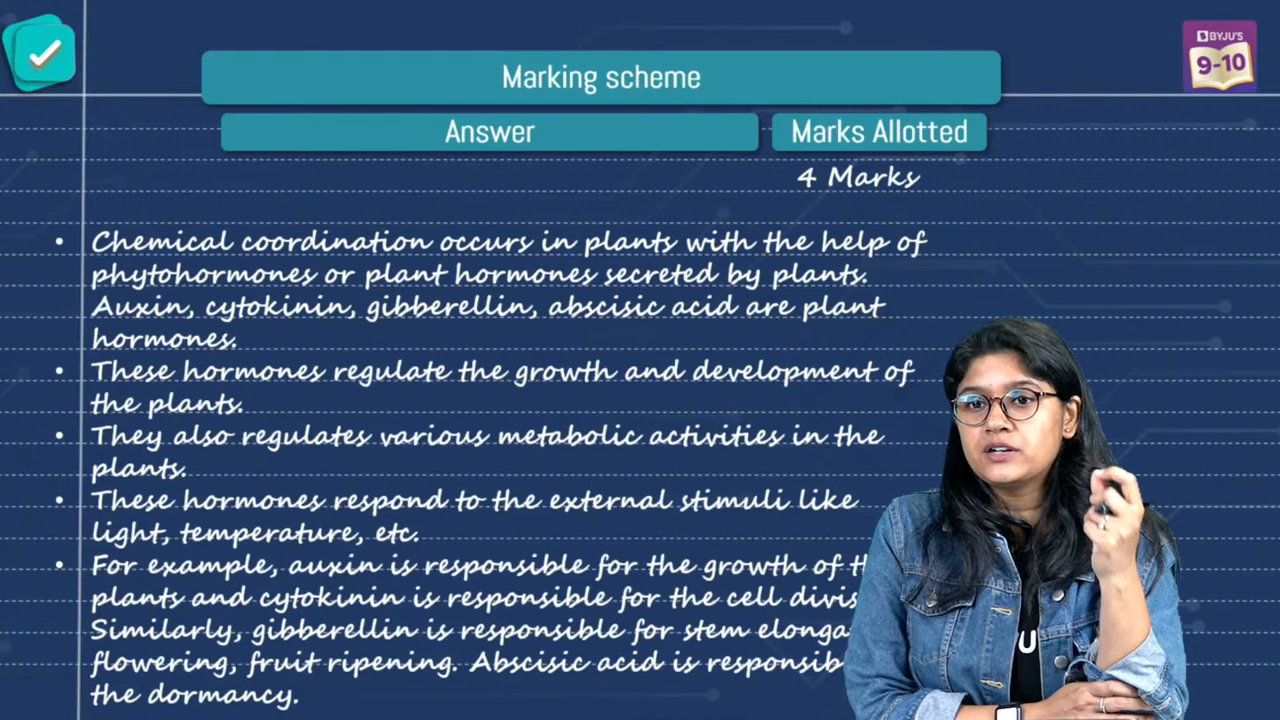 BYJU'S
9-10
Marking scheme
Answer
Marks Allotted
4 Marks
• Chemical coordination occurs in plants with the help of
phytohormones or plant hormones secreted by plants.
Auxin, cytokinin, gibberellin, abscisic acid are plant
hormones.
• These hormones regulate the growth and development of
the plants.
• They also regulates various metabolic activities in the
plants.
• These hormones respond to the external stimuli like
light, temperature, etc.
• For example, auxin is responsible for the growth of
plants and cytokinin is responsible for the cell
Similarly, gibberellin is responsible for stem
flowering, fruit ripening. Abscisic acid is
the dormancy.
U